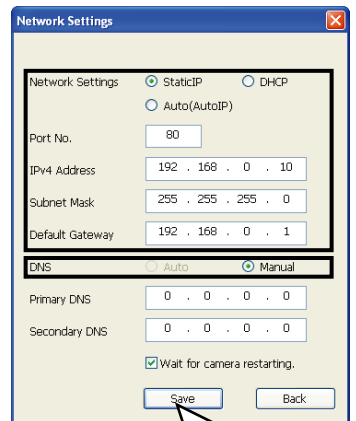 Network Settings
Network Settings StaticIP DHCP
Auto(AutoIP)
Port No. 80
IPv4 Address 192 . 168 . 0 . 10
Subnet Mask 255 . 255 . 255 . 0
Default Gateway 192 . 168 . 0 . 1
DNS Auto Manual
Primary DNS 0 . 0 . 0 . 0
Secondary DNS 0 . 0 . 0 . 0
Wait for camera restarting.
Save Back